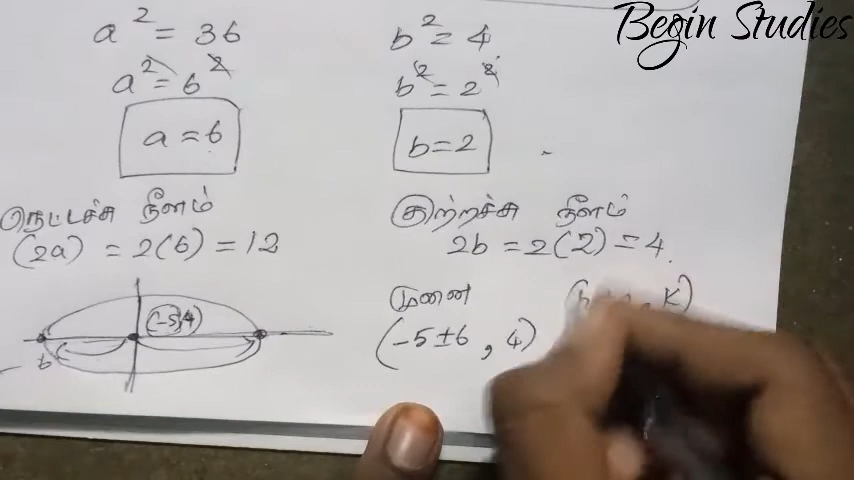 Begin Studies
a² = 36
b² = 4
a² = 6²
b² = 2²
a = 6
b = 2
நெட்டச்சு நீளம்
குற்றச்சு நீளம்
(2a) = 2(6) = 12
2b = 2(2) = 4.
முனை
(-5, 4)
(-5 ± 6, 4)